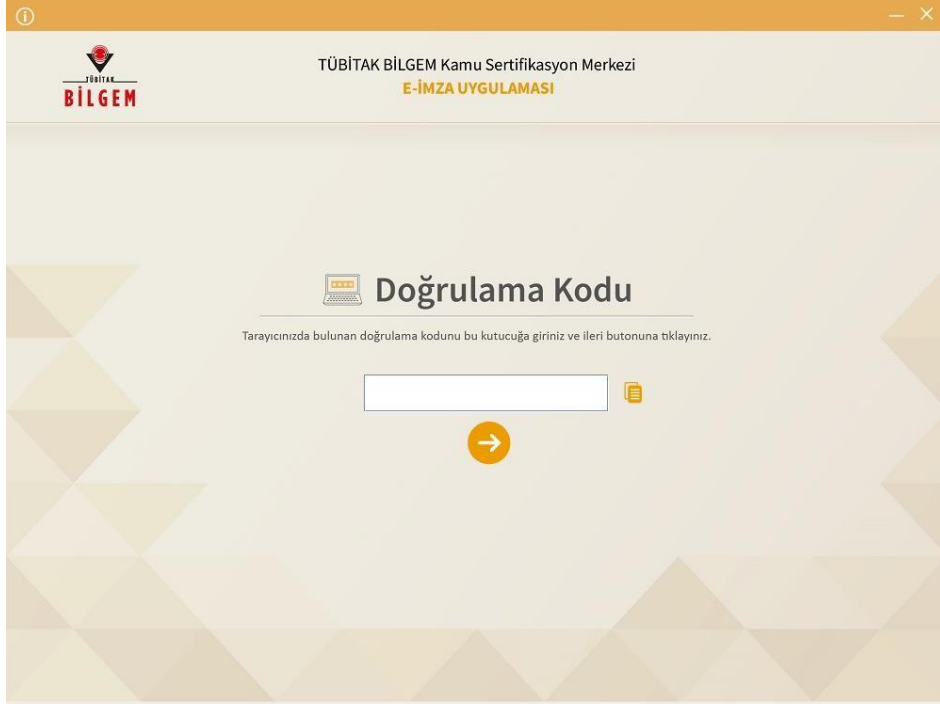 TÜBİTAK
BİLGEM
TÜBİTAK BİLGEM Kamu Sertifikasyon Merkezi
E-İMZA UYGULAMASI
Doğrulama Kodu
Tarayıcınızda bulunan doğrulama kodunu bu kutucuğa giriniz ve ileri butonuna tıklayınız.